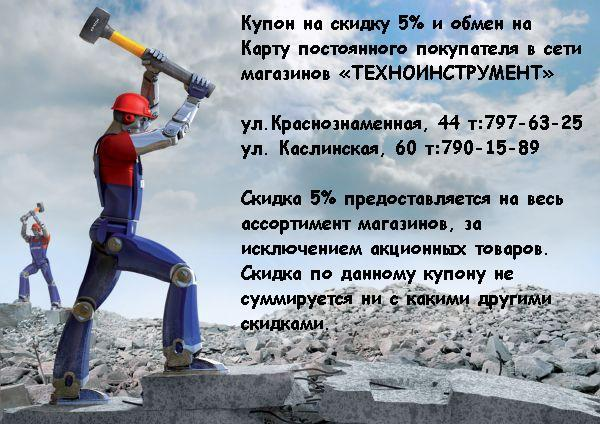 Купон на скидку 5% и обмен на
Карту постоянного покупателя в сети
магазинов «ТЕХНОИНСТРУМЕНТ»
ул.Краснознаменная, 44 т:797-63-25
ул. Каслинская, 60 т:790-15-89
Скидка 5% предоставляется на весь
ассортимент магазинов, за
исключением акционных товаров.
Скидка по данному купону не
суммируется ни с какими другими
скидками.